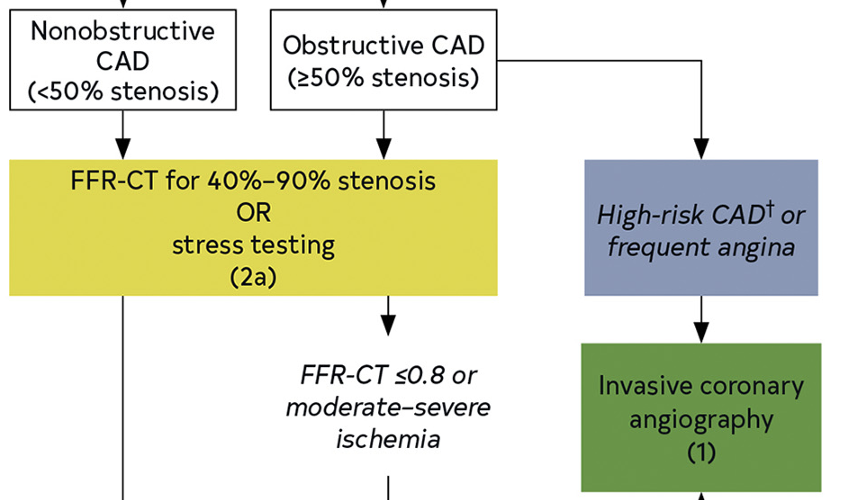 Nonobstructive
CAD
(<50% stenosis)
Obstructive CAD
(≥50% stenosis)
FFR-CT for 40%–90% stenosis
OR
stress testing
(2a)
High-risk CAD† or
frequent angina
FFR-CT ≤0.8 or
moderate–severe
ischemia
Invasive coronary
angiography
(1)